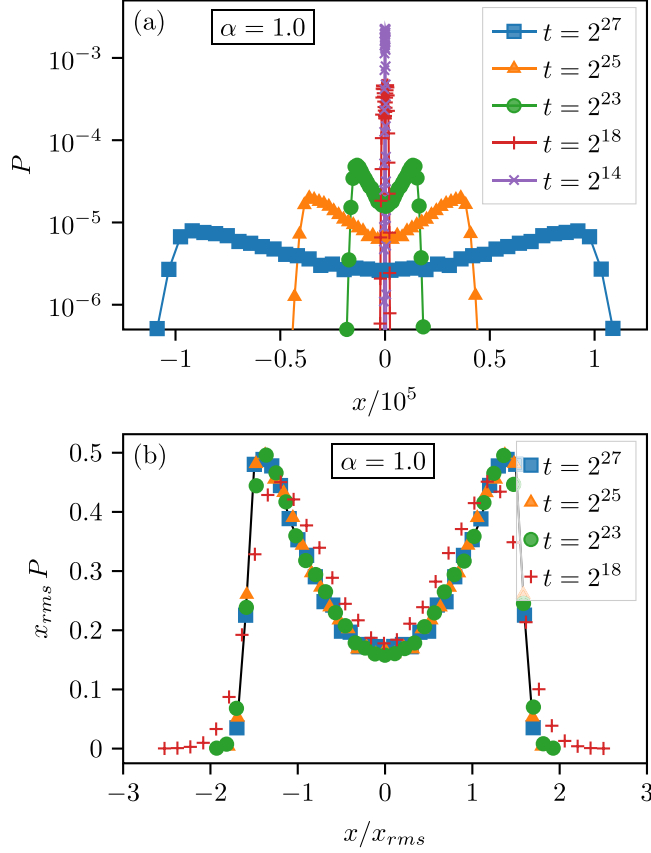 (a)
α = 1.0
t = 2^27
t = 2^25
t = 2^23
t = 2^18
t = 2^14
P
10^−3
10^−4
10^−5
10^−6
−1 −0.5 0 0.5 1
x/10^5
(b)
α = 1.0
t = 2^27
t = 2^25
t = 2^23
t = 2^18
x_rms P
0.5
0.4
0.3
0.2
0.1
0
−3 −2 −1 0 1 2 3
x/x_rms